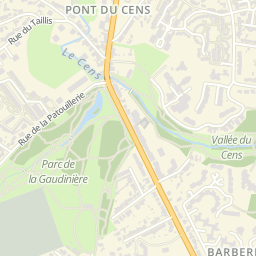 PONT DU CENS
Rue du Taillis
Le Cens
Rue de la Patouillerie
Vallée du
Cens
Parc de
la Gaudinière